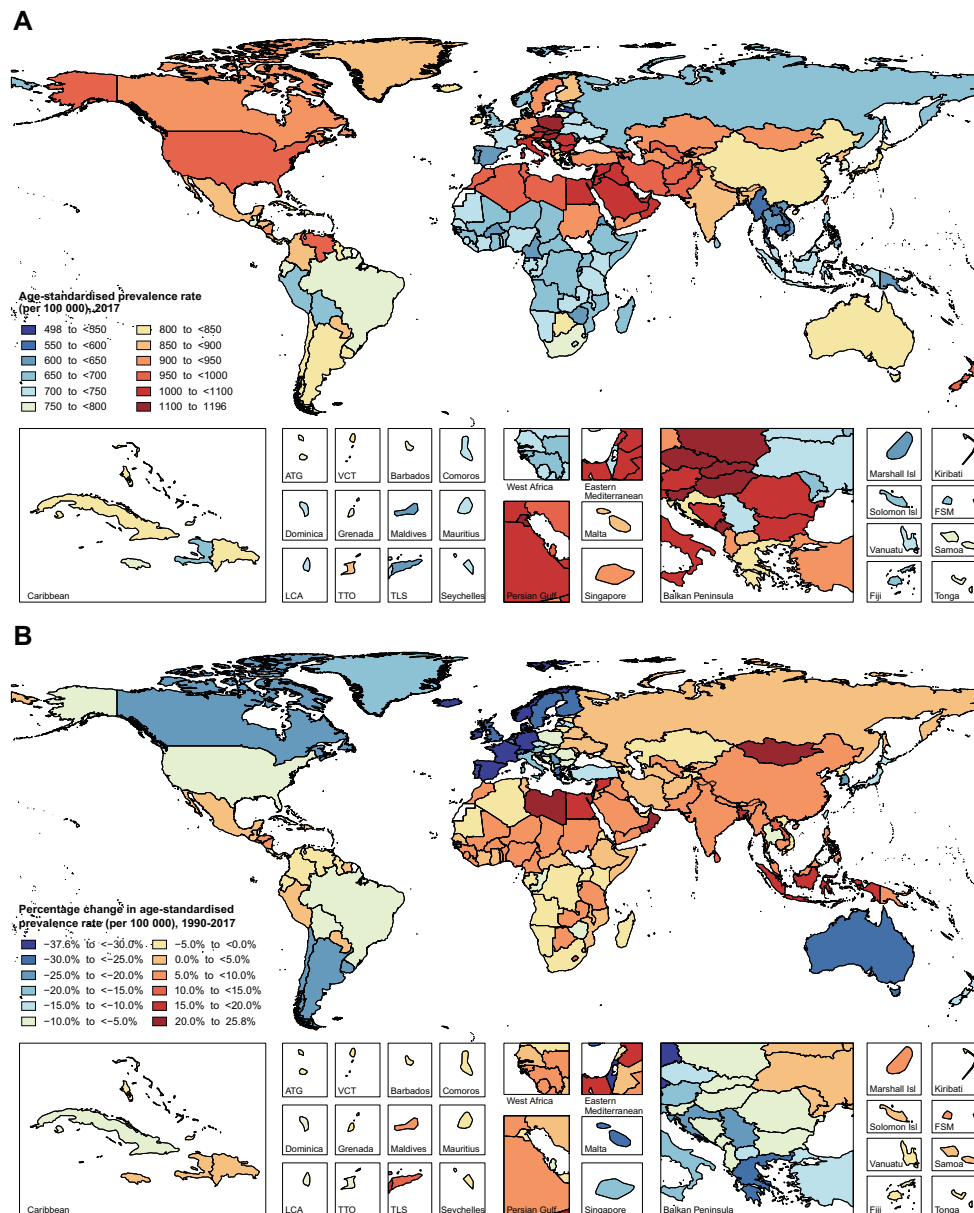 A
Age-standardised prevalence rate
(per 100 000), 2017
498 to <550
550 to <600
600 to <650
650 to <700
700 to <750
750 to <800
800 to <850
850 to <900
900 to <950
950 to <1000
1000 to <1100
1100 to 1196
Caribbean
ATG
VCT
Barbados
Comoros
Dominica
Grenada
Maldives
Mauritius
LCA
TTO
TLS
Seychelles
West Africa
Eastern
Mediterranean
Persian Gulf
Malta
Singapore
Balkan Peninsula
Marshall Isl
Kiribati
Solomon Isl
FSM
Vanuatu
Samoa
Fiji
Tonga
B
Percentage change in age-standardised
prevalence rate (per 100 000), 1990-2017
−37.6% to <−30.0%
−30.0% to <−25.0%
−25.0% to <−20.0%
−20.0% to <−15.0%
−15.0% to <−10.0%
−10.0% to <−5.0%
−5.0% to <0.0%
0.0% to <5.0%
5.0% to <10.0%
10.0% to <15.0%
15.0% to <20.0%
20.0% to 25.8%
Caribbean
ATG
VCT
Barbados
Comoros
Dominica
Grenada
Maldives
Mauritius
LCA
TTO
TLS
Seychelles
West Africa
Eastern
Mediterranean
Persian Gulf
Malta
Singapore
Balkan Peninsula
Marshall Isl
Kiribati
Solomon Isl
FSM
Vanuatu
Samoa
Fiji
Tonga